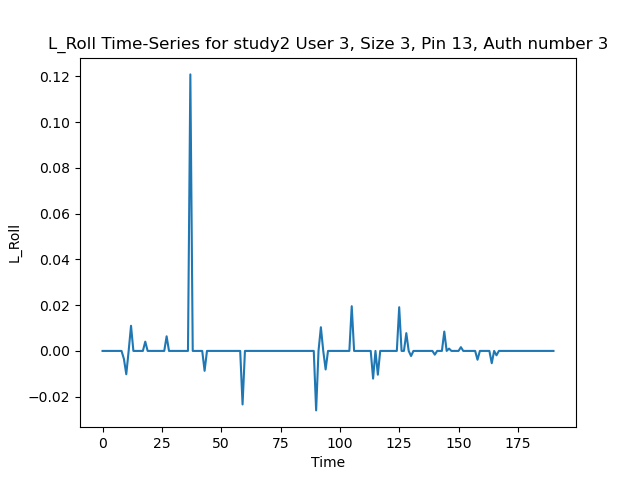 L_Roll Time-Series for study2 User 3, Size 3, Pin 13, Auth number 3
0.12
0.10
0.08
0.06
0.04
0.02
0.00
−0.02
L_Roll
0 25 50 75 100 125 150 175
Time